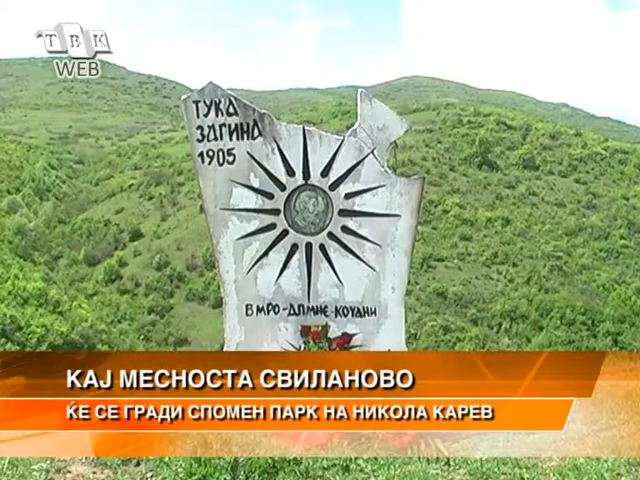 ТВК
WEB
ТУКА
ЗАГИНА
1905
ВМРО-ДПМНЕ-КОЧАНИ
КАЈ МЕСНОСТА СВИЛАНОВО
ЌЕ СЕ ГРАДИ СПОМЕН ПАРК НА НИКОЛА КАРЕВ